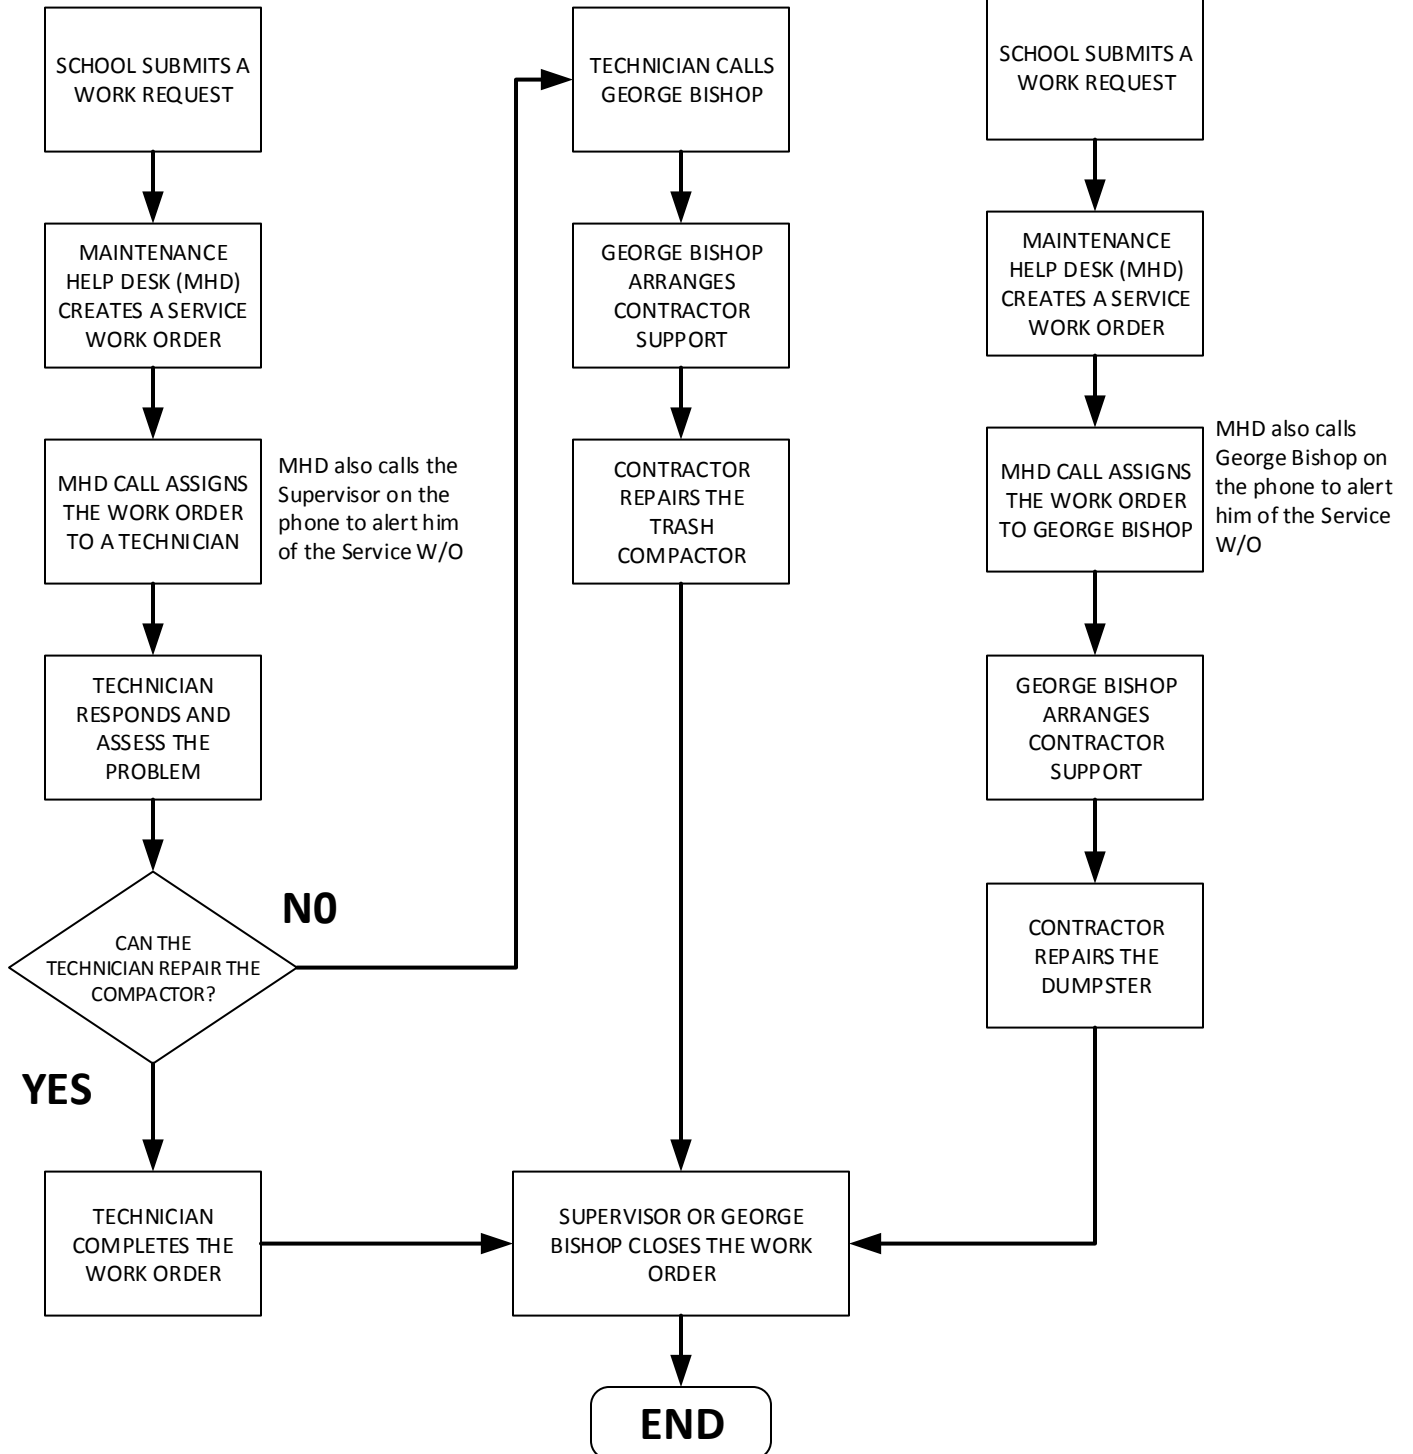 SCHOOL SUBMITS A
WORK REQUEST
MAINTENANCE
HELP DESK (MHD)
CREATES A SERVICE
WORK ORDER
MHD CALL ASSIGNS
THE WORK ORDER
TO A TECHNICIAN
MHD also calls the
Supervisor on the
phone to alert him
of the Service W/O
TECHNICIAN
RESPONDS AND
ASSESS THE
PROBLEM
CAN THE
TECHNICIAN REPAIR THE
COMPACTOR?
N0
YES
TECHNICIAN
COMPLETES THE
WORK ORDER
TECHNICIAN CALLS
GEORGE BISHOP
GEORGE BISHOP
ARRANGES
CONTRACTOR
SUPPORT
CONTRACTOR
REPAIRS THE
TRASH
COMPACTOR
SUPERVISOR OR GEORGE
BISHOP CLOSES THE WORK
ORDER
END
SCHOOL SUBMITS A
WORK REQUEST
MAINTENANCE
HELP DESK (MHD)
CREATES A SERVICE
WORK ORDER
MHD CALL ASSIGNS
THE WORK ORDER
TO GEORGE BISHOP
MHD also calls
George Bishop on
the phone to alert
him of the Service
W/O
GEORGE BISHOP
ARRANGES
CONTRACTOR
SUPPORT
CONTRACTOR
REPAIRS THE
DUMPSTER